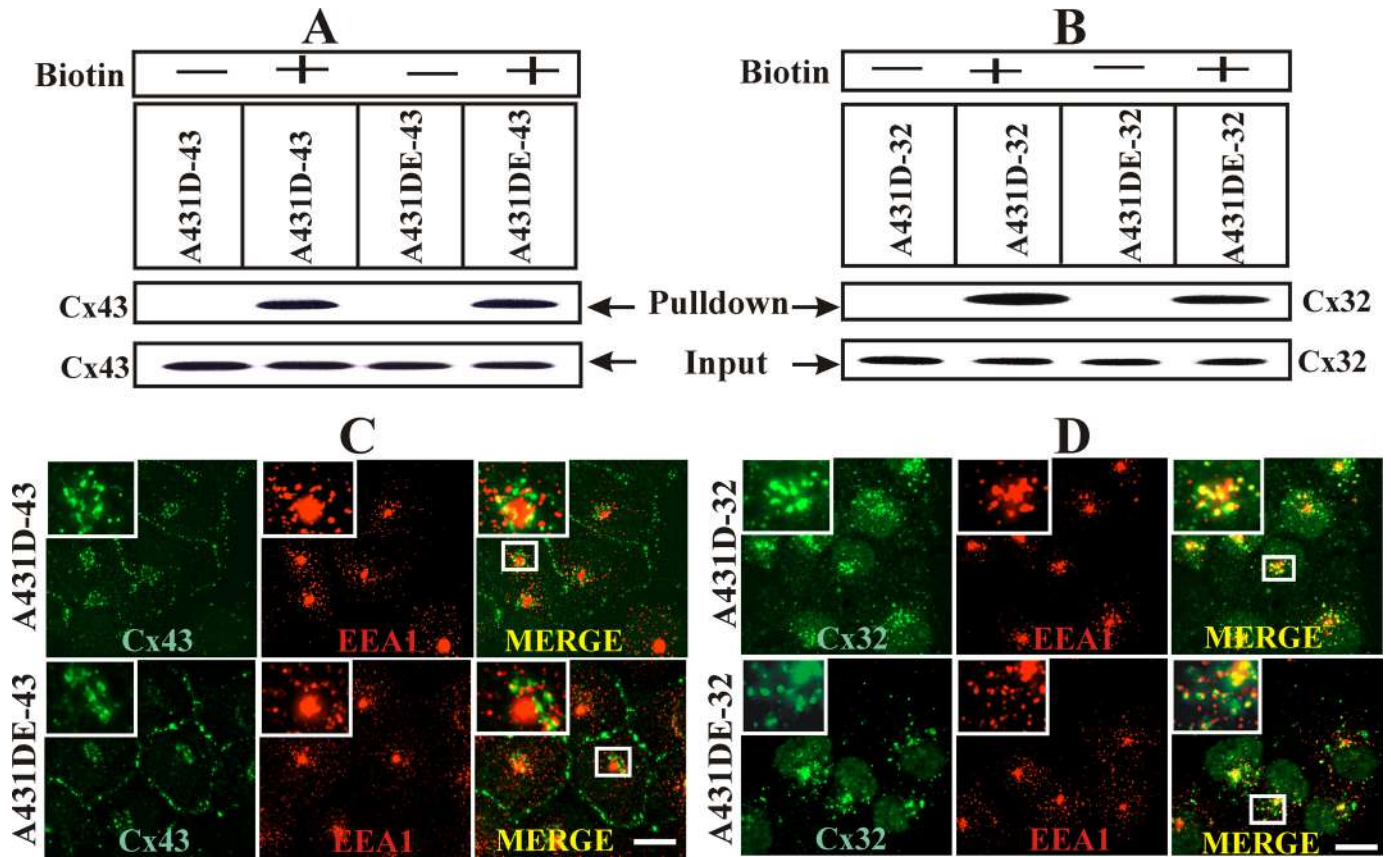 A
B
Biotin − + − +
Biotin − + − +
A431D-43
A431D-43
A431DE-43
A431DE-43
A431D-32
A431D-32
A431DE-32
A431DE-32
Cx43 Pulldown Cx32
Cx43 Input Cx32
C
D
A431D-43
Cx43 EEA1 MERGE
A431D-32
Cx32 EEA1 MERGE
A431DE-43
Cx43 EEA1 MERGE
A431DE-32
Cx32 EEA1 MERGE